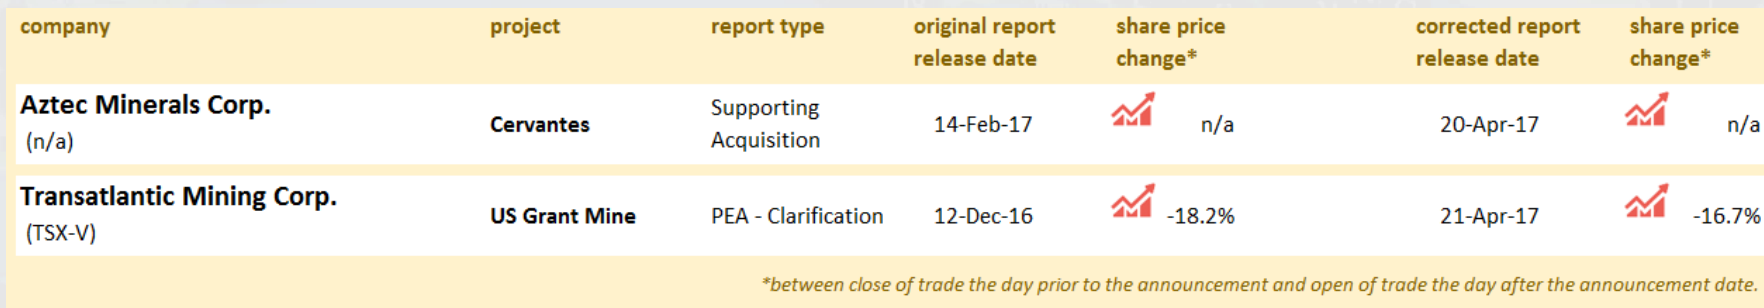 company project report type original report share price corrected report share price
release date change* release date change*
Aztec Minerals Corp. Supporting
Cervantes 14-Feb-17 n/a 20-Apr-17 n/a
(n/a) Acquisition
Transatlantic Mining Corp.
US Grant Mine PEA - Clarification 12-Dec-16 -18.2% 21-Apr-17 -16.7%
(TSX-V)
*between close of trade the day prior to the announcement and open of trade the day after the announcement date.